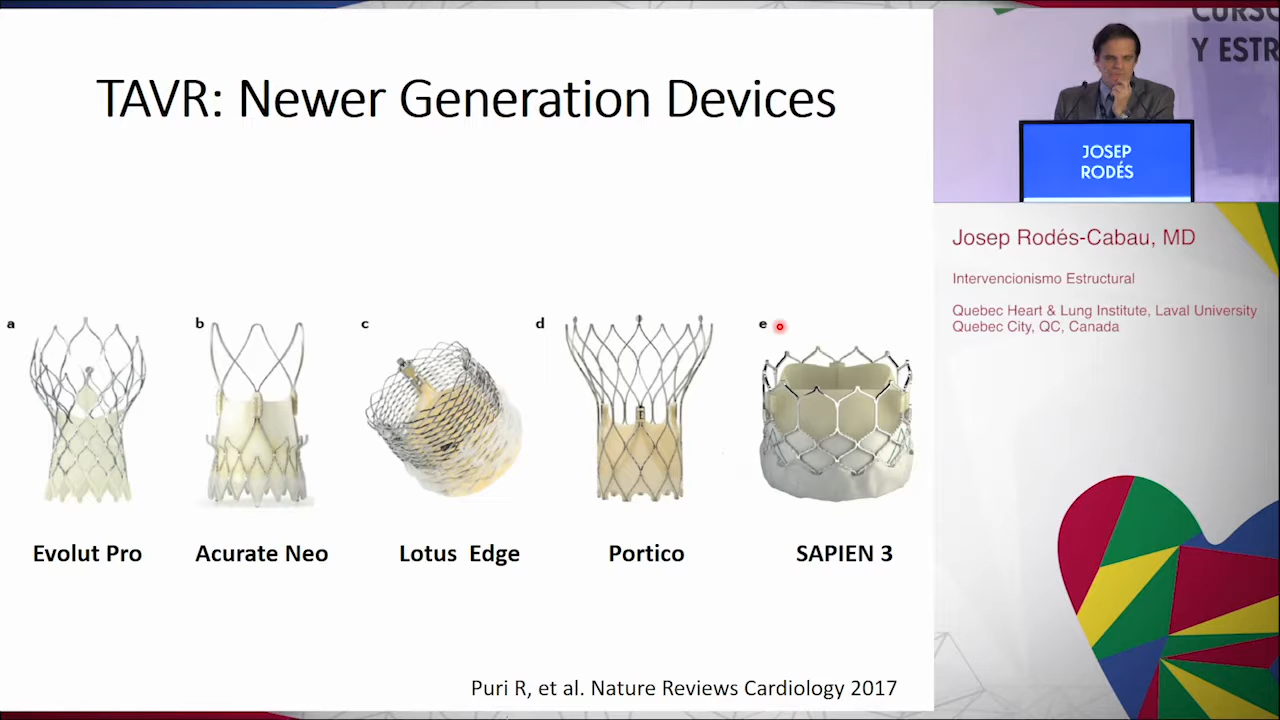 TAVR: Newer Generation Devices
a
b
c
d
e
Evolut Pro
Acurate Neo
Lotus Edge
Portico
SAPIEN 3
Puri R, et al. Nature Reviews Cardiology 2017
CURSO
Y ESTR
JOSEP
RODÉS
Josep Rodés-Cabau, MD
Intervencionismo Estructural
Quebec Heart & Lung Institute, Laval University
Quebec City, QC, Canada